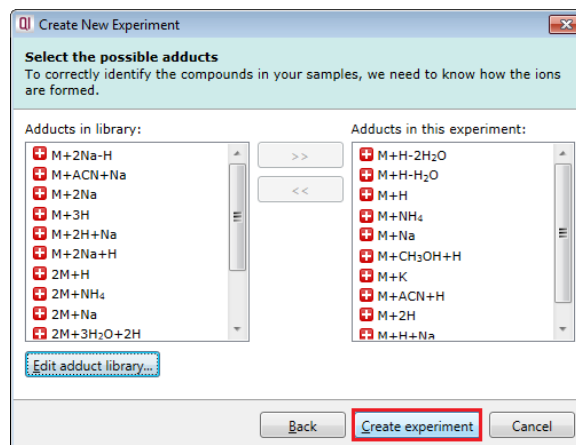 QI Create New Experiment
Select the possible adducts
To correctly identify the compounds in your samples, we need to know how the ions
are formed.
Adducts in library:
M+2Na-H
M+ACN+Na
M+2Na
M+3H
M+2H+Na
M+2Na+H
2M+H
2M+NH₄
2M+Na
2M+3H₂O+2H
Edit adduct library...
>>
<<
Adducts in this experiment:
M+H-2H₂O
M+H-H₂O
M+H
M+NH₄
M+Na
M+CH₃OH+H
M+K
M+ACN+H
M+2H
M+H+Na
Back
Create experiment
Cancel